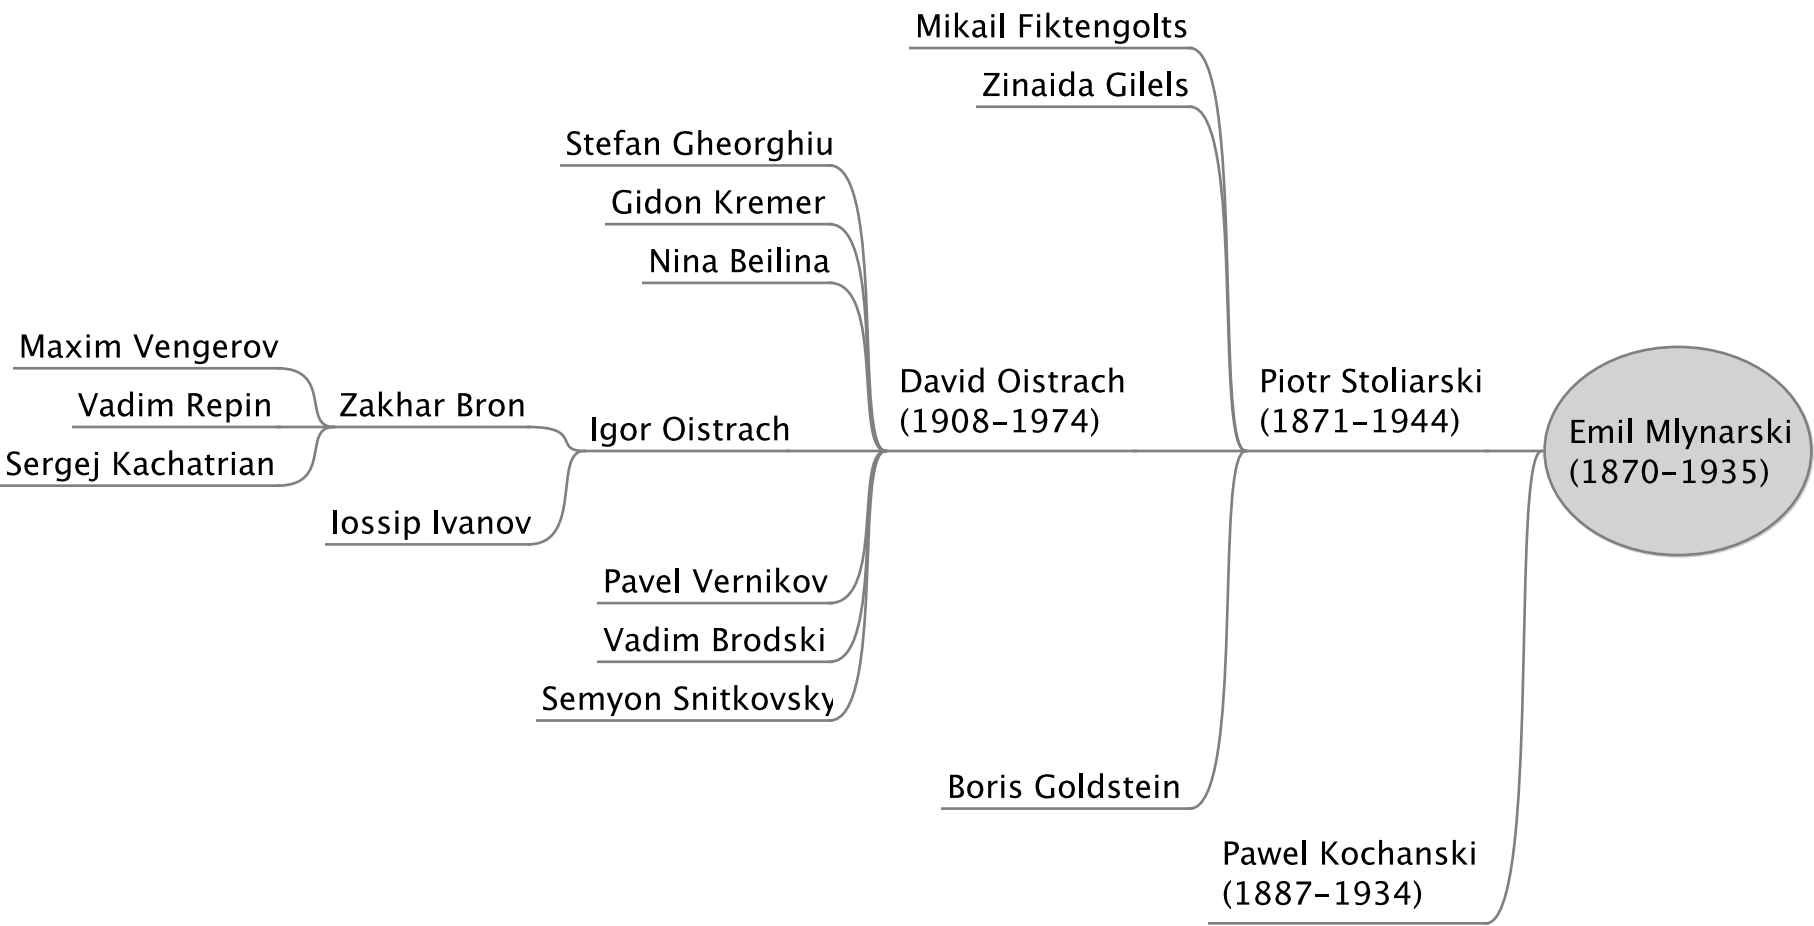 Mikail Fiktengolts
Zinaida Gilels
Stefan Gheorghiu
Gidon Kremer
Nina Beilina
Maxim Vengerov
Vadim Repin
Sergej Kachatrian
Zakhar Bron
Iossip Ivanov
Igor Oistrach
Pavel Vernikov
Vadim Brodski
Semyon Snitkovsky
David Oistrach
(1908–1974)
Boris Goldstein
Piotr Stoliarski
(1871–1944)
Pawel Kochanski
(1887–1934)
Emil Mlynarski
(1870–1935)